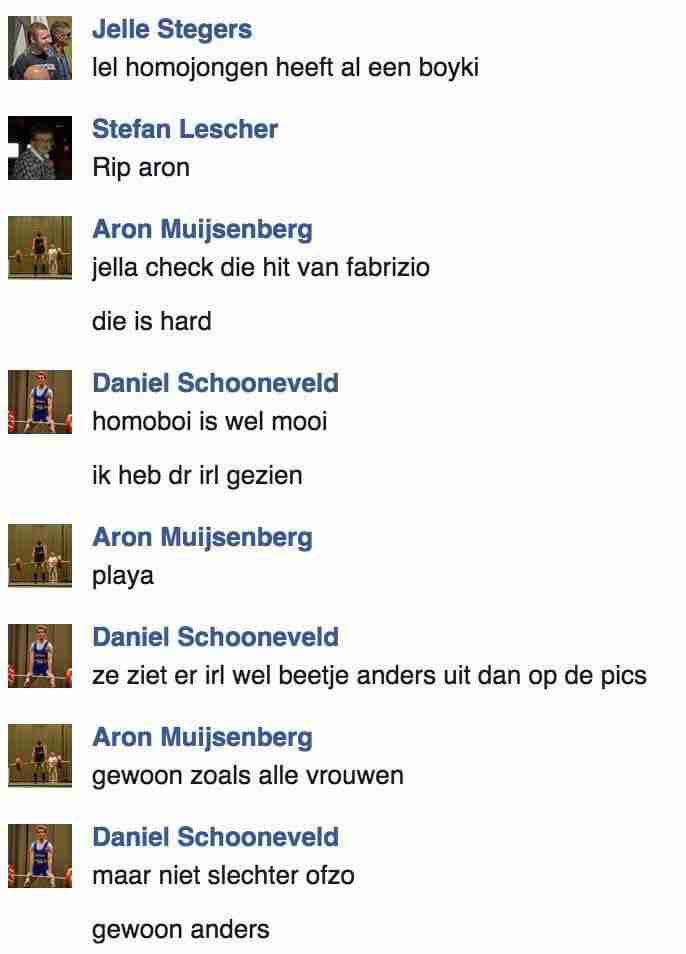 Jelle Stegers
lel homojongen heeft al een boyki
Stefan Lescher
Rip aron
Aron Muijsenberg
jella check die hit van fabrizio
die is hard
Daniel Schooneveld
homoboi is wel mooi
ik heb dr irl gezien
Aron Muijsenberg
playa
Daniel Schooneveld
ze ziet er irl wel beetje anders uit dan op de pics
Aron Muijsenberg
gewoon zoals alle vrouwen
Daniel Schooneveld
maar niet slechter ofzo
gewoon anders